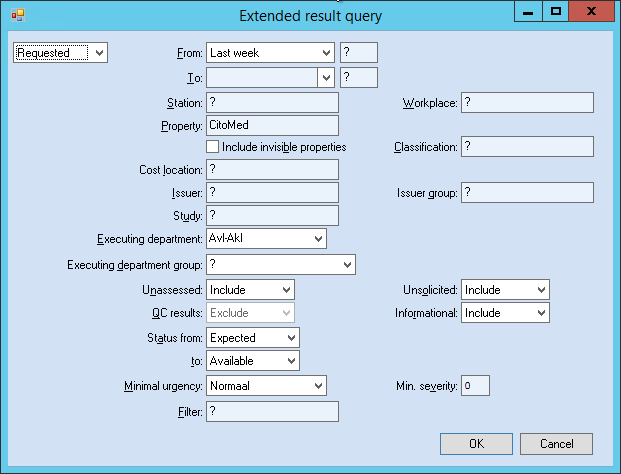 Extended result query
Requested From: Last week ?
To: ?
Station: ? Workplace: ?
Property: CitoMed
Include invisible properties Classification: ?
Cost location: ?
Issuer: ? Issuer group: ?
Study: ?
Executing department: Avl-Akl
Executing department group: ?
Unassessed: Include Unsolicited: Include
QC results: Exclude Informational: Include
Status from: Expected
to: Available
Minimal urgency: Normaal Min. severity: 0
Filter: ?
OK Cancel